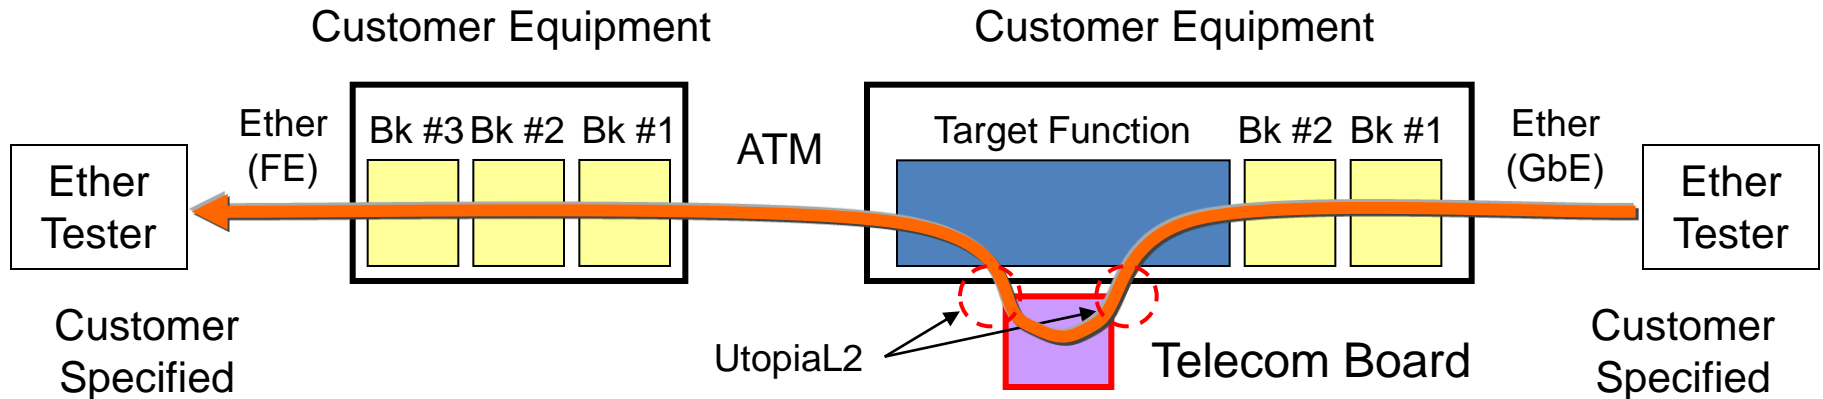 Customer Equipment
Customer Equipment
Ether
(FE)
Bk #3 Bk #2 Bk #1
ATM
Target Function
Bk #2 Bk #1
Ether
(GbE)
Ether
Tester
Ether
Tester
Customer
Specified
UtopiaL2
Telecom Board
Customer
Specified